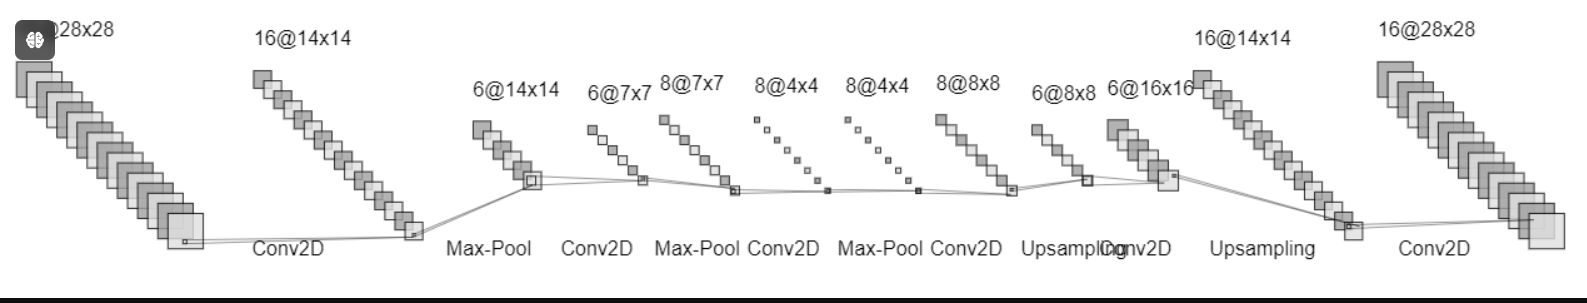 @28x28
16@14x14
6@14x14
6@7x7
8@7x7
8@4x4
8@4x4
8@8x8
6@8x8
6@16x16
16@14x14
16@28x28
Conv2D
Max-Pool
Conv2D
Max-Pool
Conv2D
Max-Pool
Conv2D
Upsampling
Conv2D
Upsampling
Conv2D